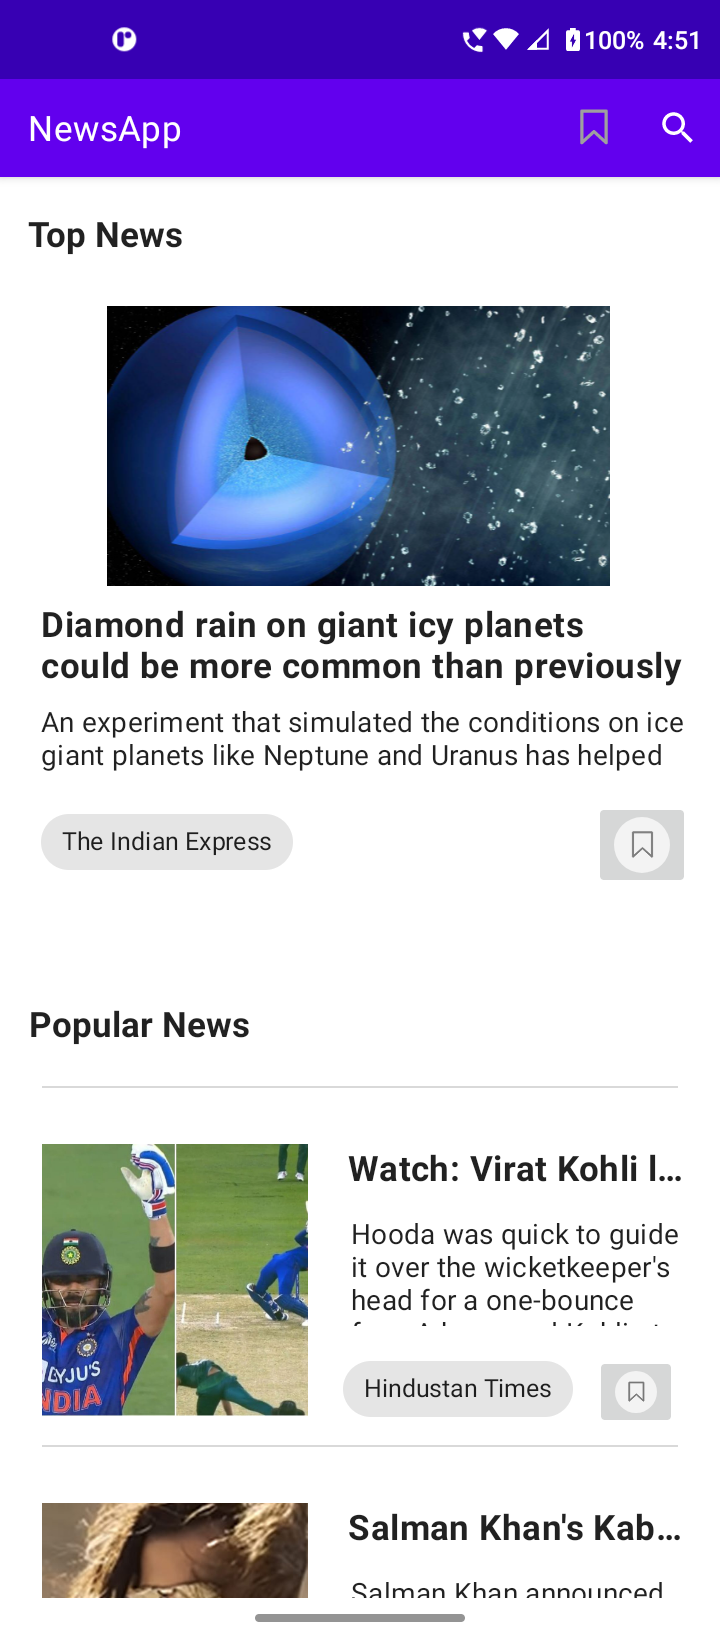 100% 4:51
NewsApp
Top News
Diamond rain on giant icy planets
could be more common than previously
An experiment that simulated the conditions on ice
giant planets like Neptune and Uranus has helped
The Indian Express
Popular News
Watch: Virat Kohli l...
Hooda was quick to guide
it over the wicketkeeper's
head for a one-bounce
BYJU'S
INDIA
Hindustan Times
Salman Khan's Kab...
Salman Khan announced